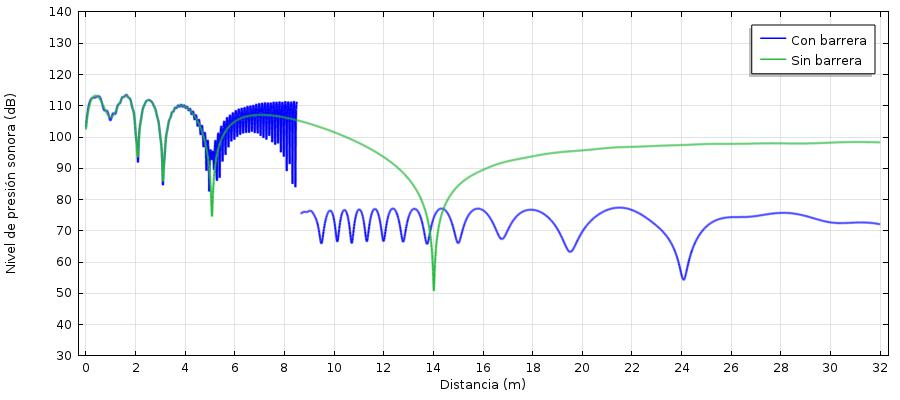 140
130
120
110
100
90
80
70
60
50
40
30
Nivel de presión sonora (dB)
Con barrera
Sin barrera
0 2 4 6 8 10 12 14 16 18 20 22 24 26 28 30 32
Distancia (m)